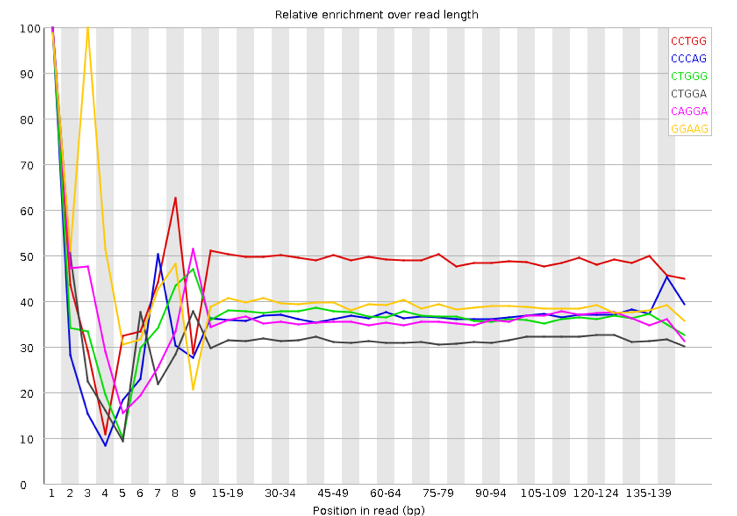 Relative enrichment over read length
100
90
80
70
60
50
40
30
20
10
0
CCTGG
CCCAG
CTGGG
CTGGA
CAGGA
GGAAG
1 2 3 4 5 6 7 8 9 15-19 30-34 45-49 60-64 75-79 90-94 105-109 120-124 135-139
Position in read (bp)